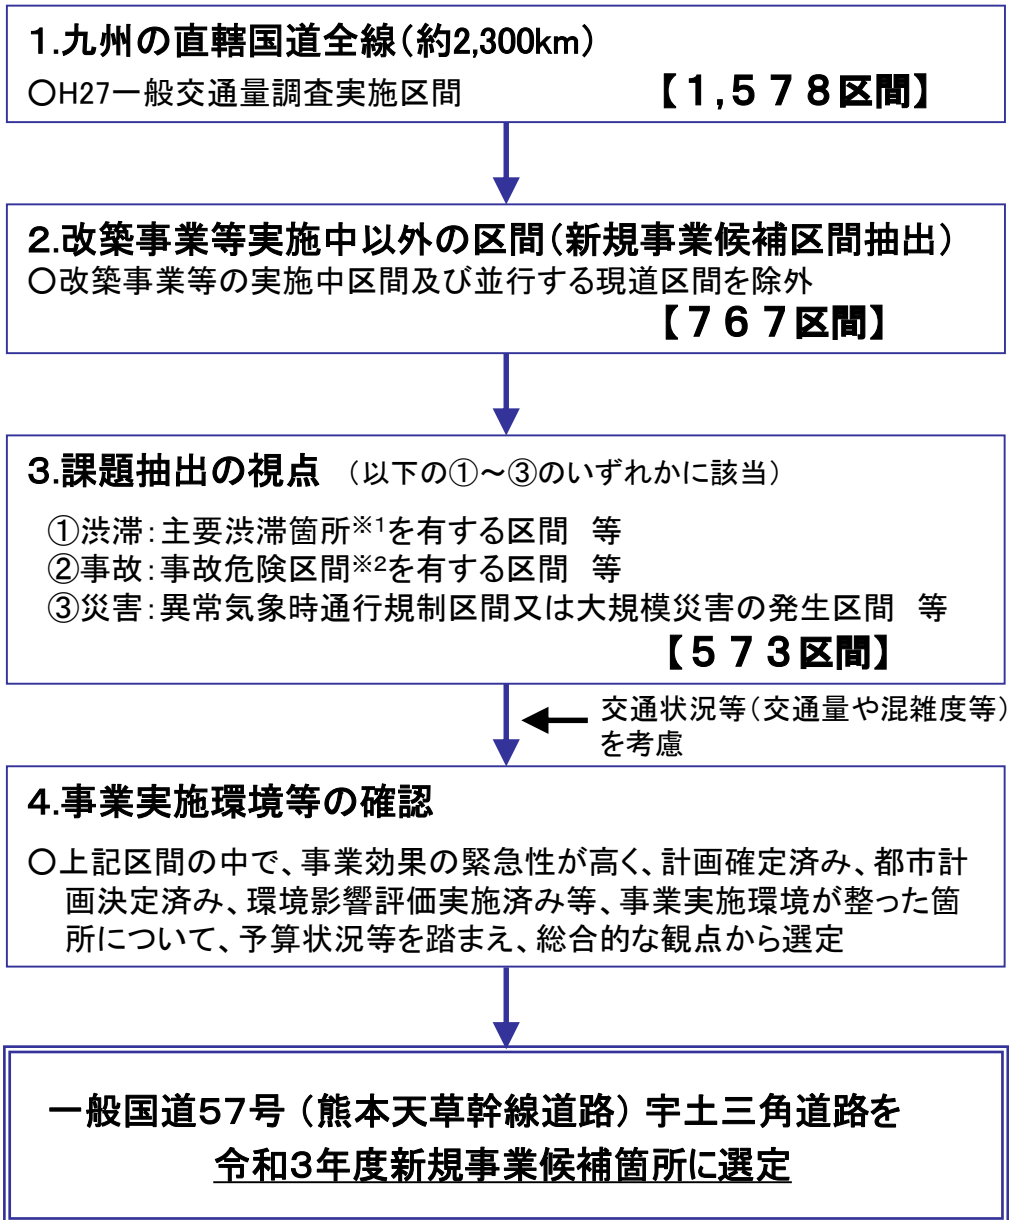 1.九州の直轄国道全線(約2,300km)
○H27一般交通量調査実施区間 【1,578区間】
2.改築事業等実施中以外の区間(新規事業候補区間抽出)
○改築事業等の実施中区間及び並行する現道区間を除外
【767区間】
3.課題抽出の視点 (以下の①~③のいずれかに該当)
①渋滞:主要渋滞箇所※1を有する区間 等
②事故:事故危険区間※2を有する区間 等
③災害:異常気象時通行規制区間又は大規模災害の発生区間 等
【573区間】
交通状況等(交通量や混雑度等)
を考慮
4.事業実施環境等の確認
○上記区間の中で、事業効果の緊急性が高く、計画確定済み、都市計
画決定済み、環境影響評価実施済み等、事業実施環境が整った箇
所について、予算状況等を踏まえ、総合的な観点から選定
一般国道57号(熊本天草幹線道路)宇土三角道路を
令和3年度新規事業候補箇所に選定